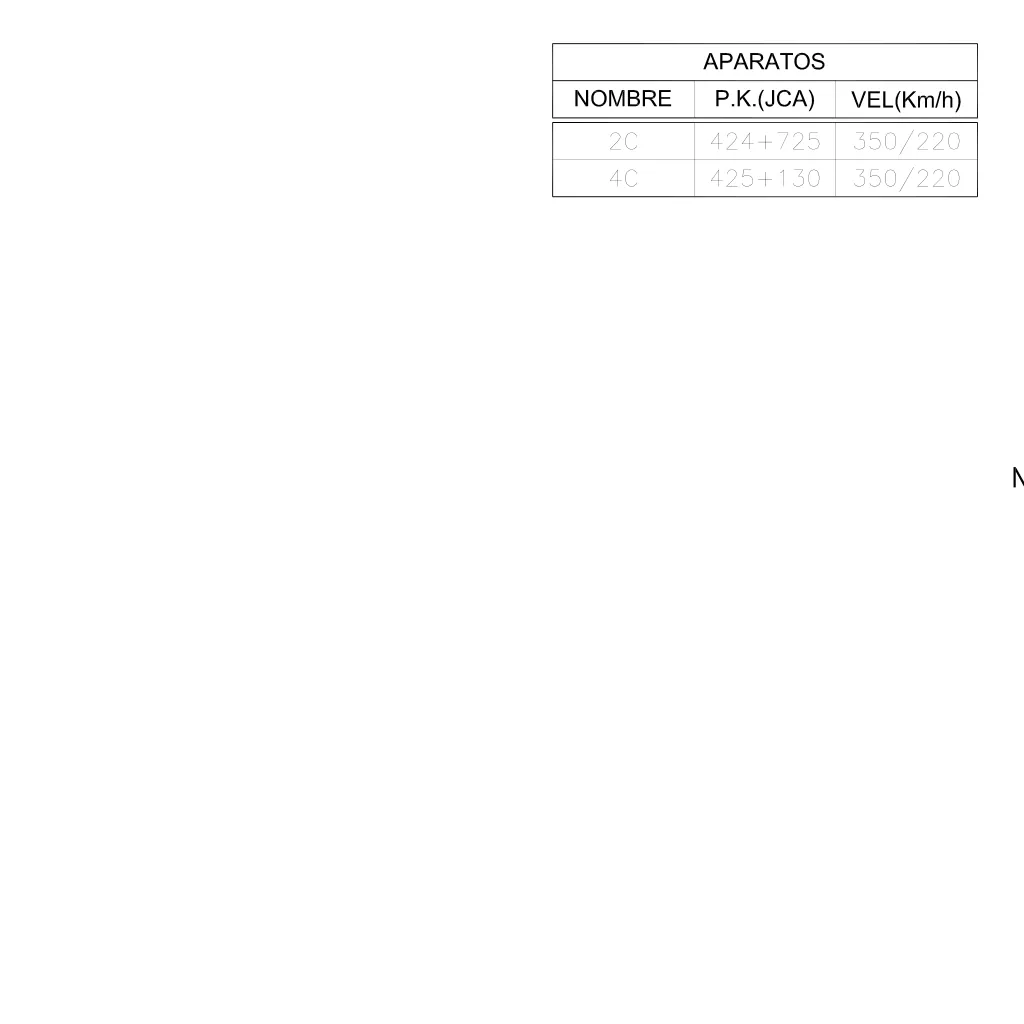 APARATOS
NOMBRE P.K.(JCA) VEL(Km/h)
2C 424+725 350/220
4C 425+130 350/220
N